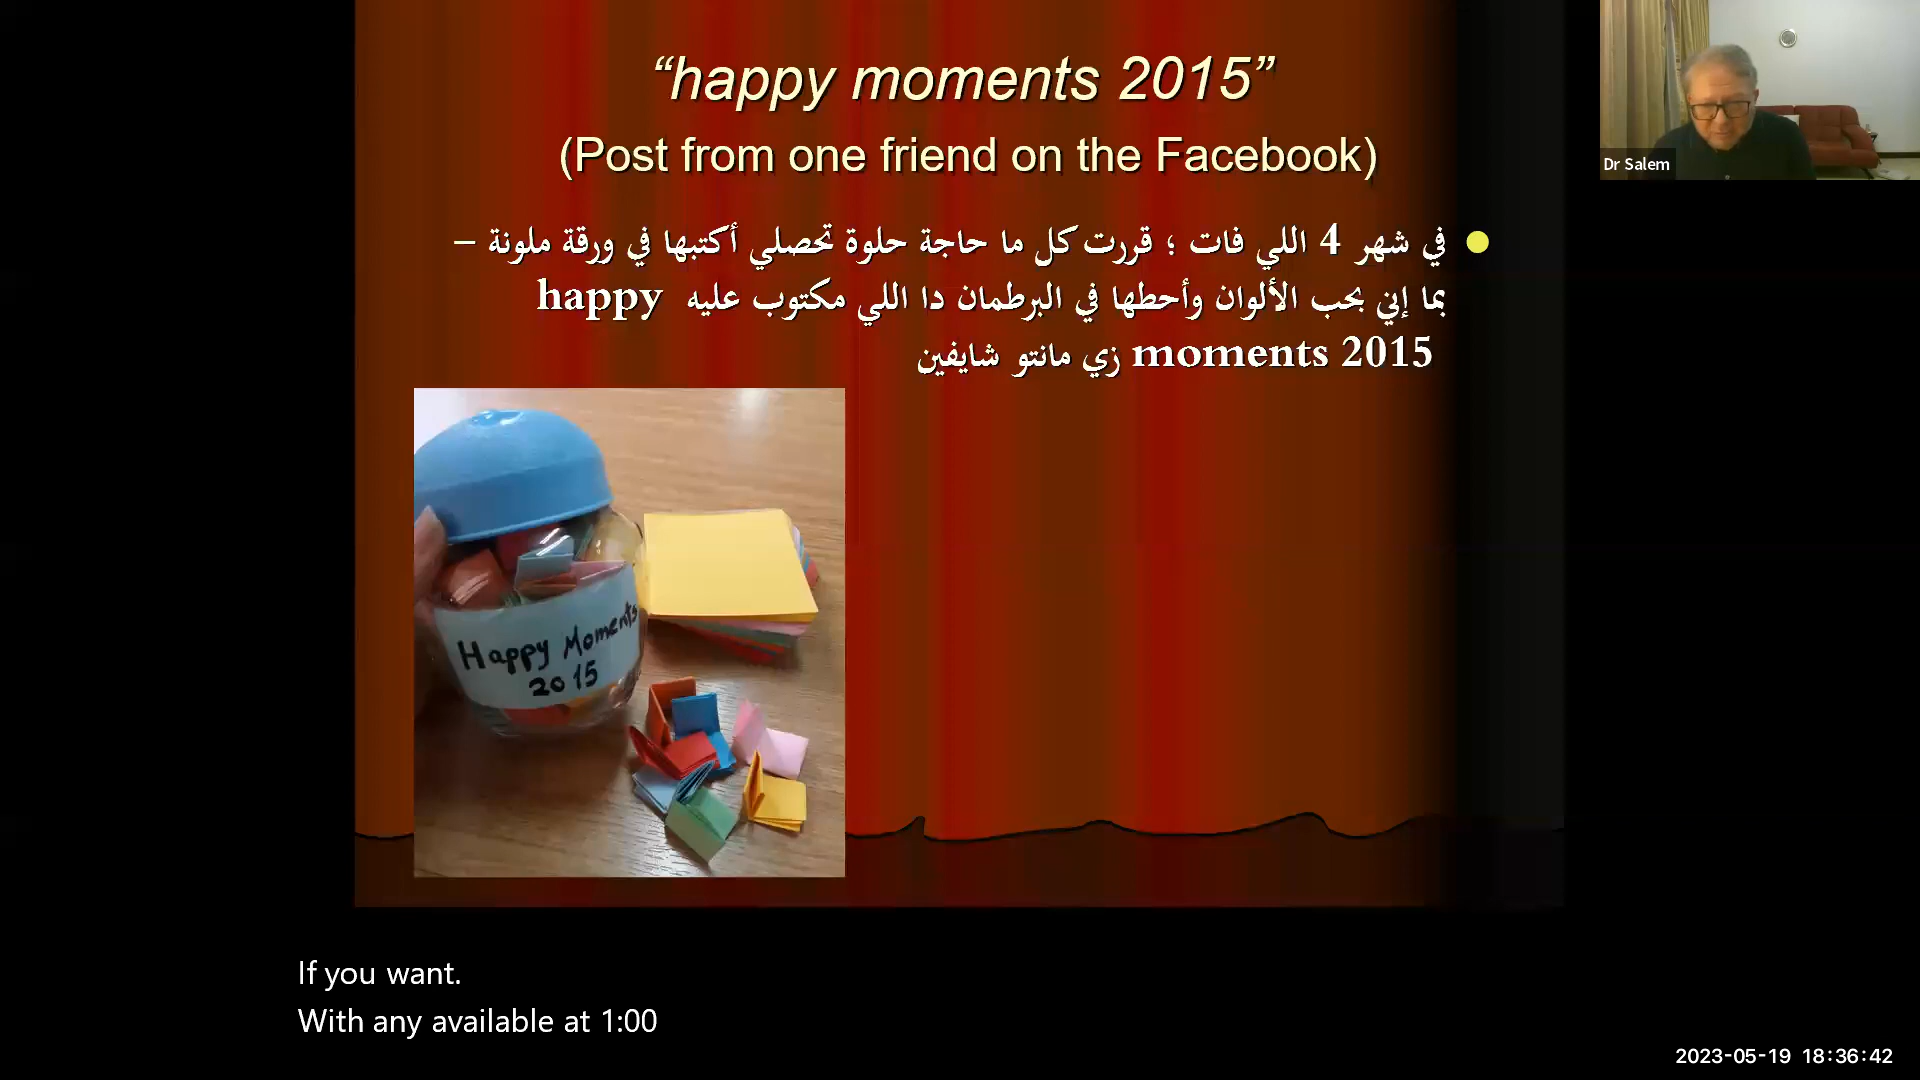 “happy moments 2015”
(Post from one friend on the Facebook)
Dr Salem
في شهر 4 اللي فات ؛ قررت كل ما حاجة حلوة تحصلي أكتبها في ورقة ملونة –
بما إني بحب الألوان وأحطها في البرطمان دا اللي مكتوب عليه happy
moments 2015 زي مانتو شايفين
Happy Moments
2015
If you want.
With any available at 1:00
2023-05-19 18:36:42